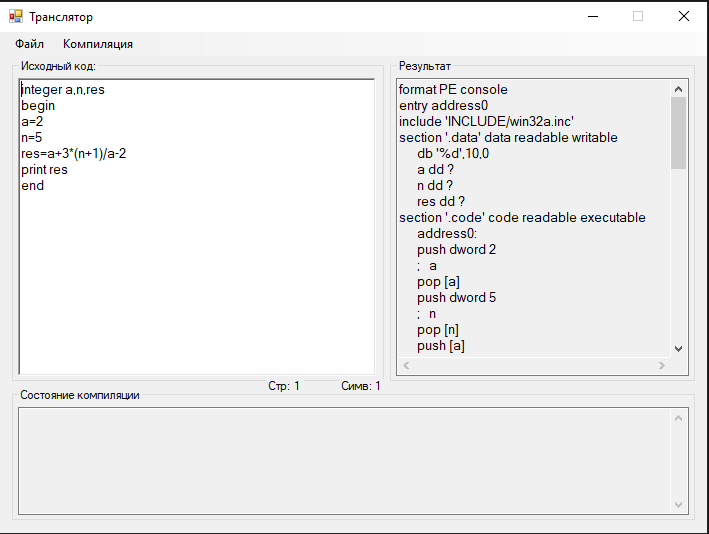 Транслятор
Файл Компиляция
Исходный код:
integer a,n,res
begin
a=2
n=5
res=a+3*(n+1)/a-2
print res
end
Стр: 1 Симв: 1
Результат
format PE console
entry address0
include 'INCLUDE/win32a.inc'
section '.data' data readable writable
db '%d',10,0
a dd ?
n dd ?
res dd ?
section '.code' code readable executable
address0:
push dword 2
; a
pop [a]
push dword 5
; n
pop [n]
push [a]
Состояние компиляции